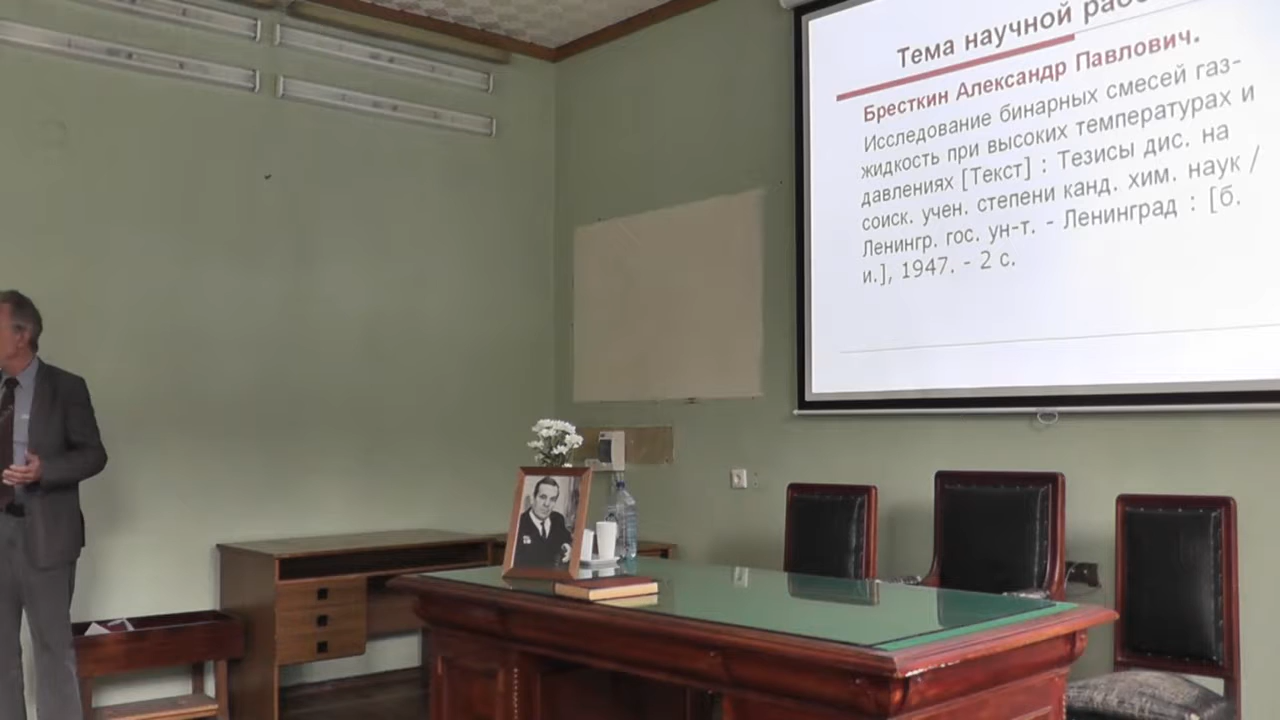 Тема научной
Бресткин Александр Павлович.
Исследование бинарных смесей газ-
жидкость при высоких температурах и
давлениях [Текст] : Тезисы дис. на
соиск. учен. степени канд. хим. наук /
Ленингр. гос. ун-т. - Ленинград : [б.
и.], 1947. - 2 с.